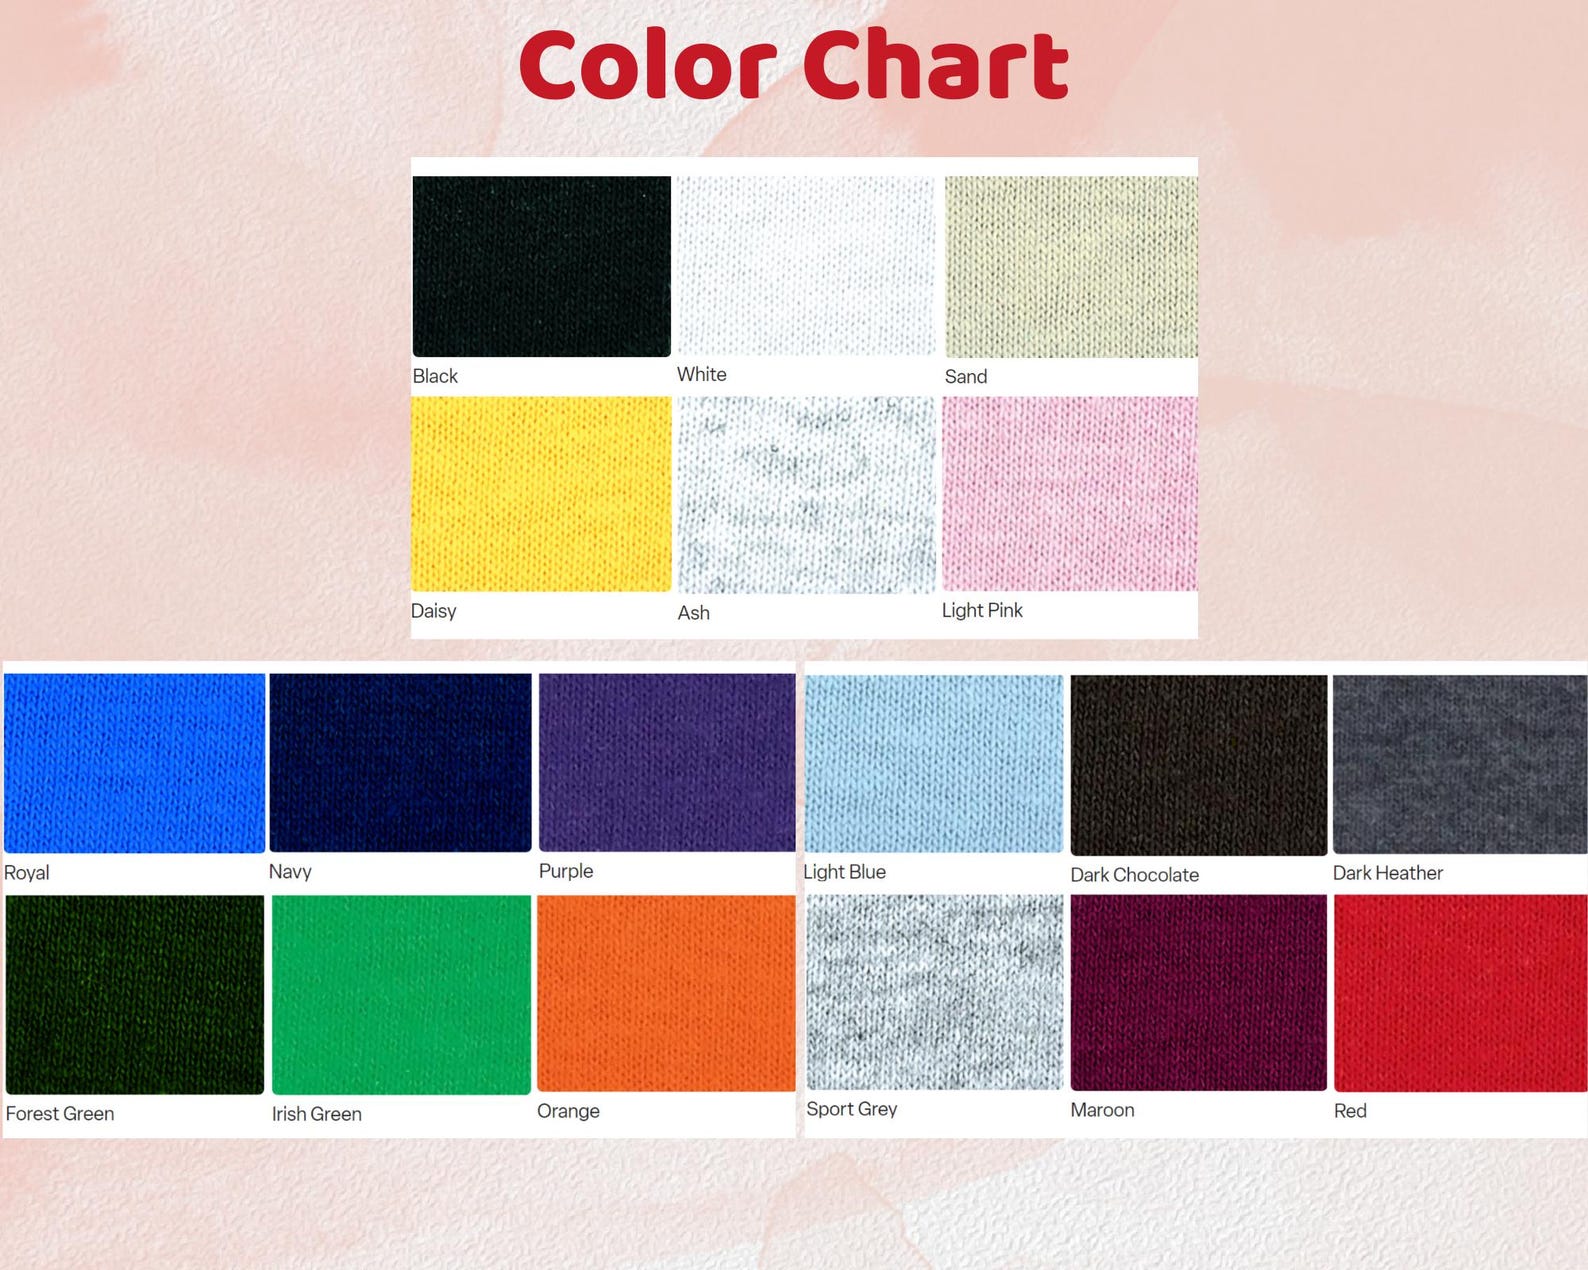 Color Chart
Black
White
Sand
Daisy
Ash
Light Pink
Royal
Navy
Purple
Forest Green
Irish Green
Orange
Light Blue
Dark Chocolate
Dark Heather
Sport Grey
Maroon
Red